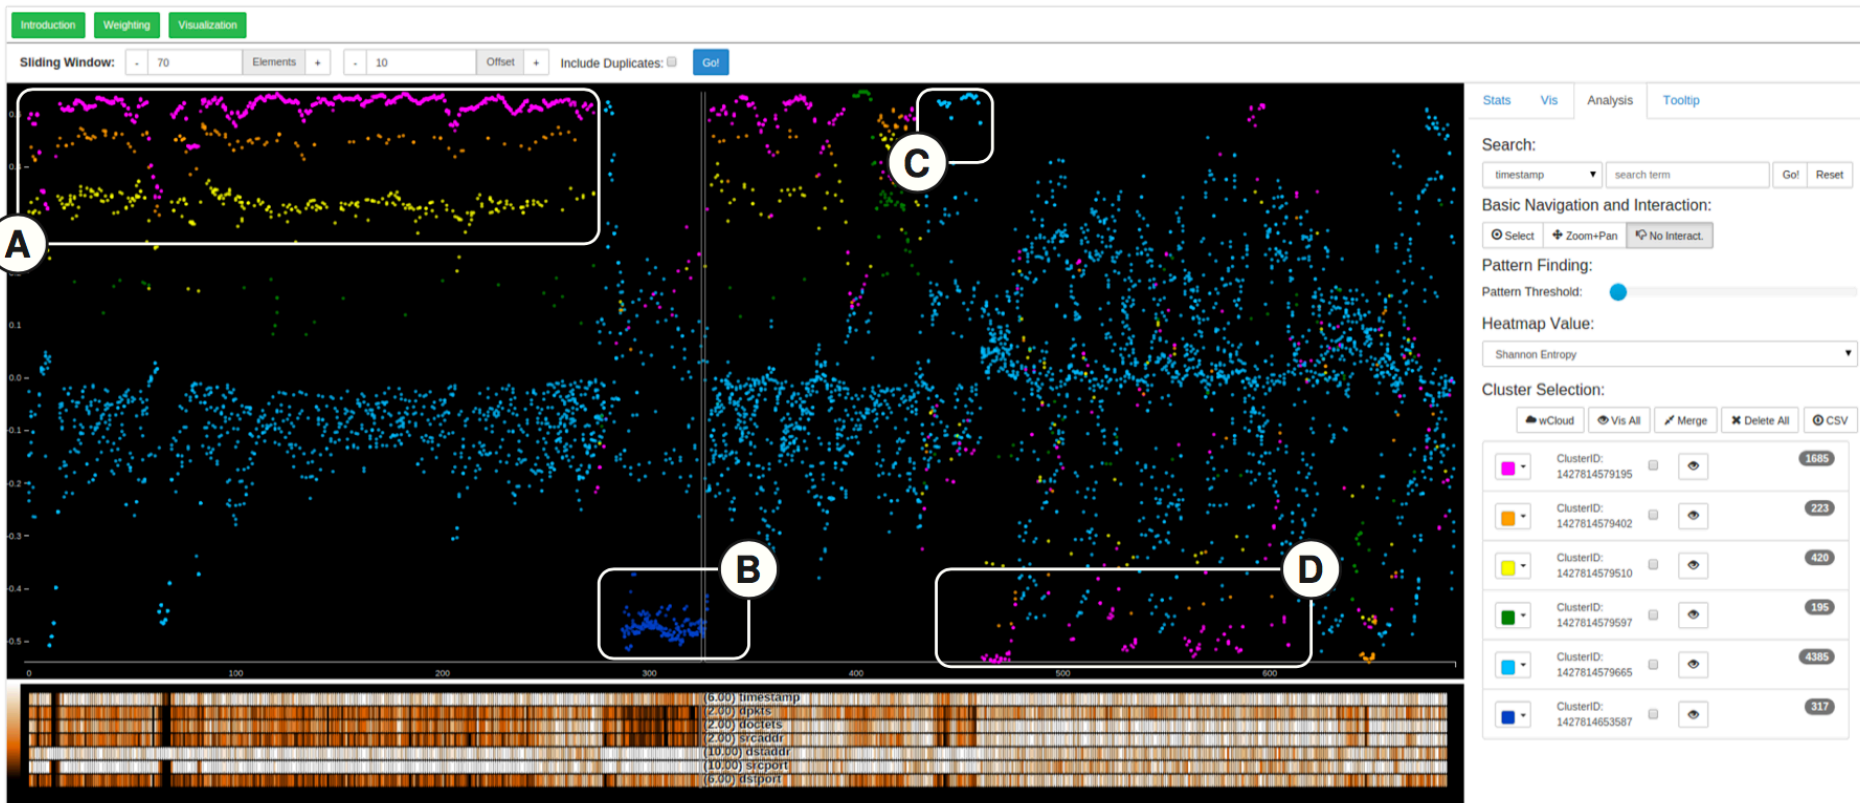 Introduction Weighting Visualization
Sliding Window: - 70 Elements + - 10 Offset + Include Duplicates: Go!
Stats Vis Analysis Tooltip
Search:
timestamp search term Go! Reset
Basic Navigation and Interaction:
Select Zoom+Pan No Interact.
Pattern Finding:
Pattern Threshold:
Heatmap Value:
Shannon Entropy
Cluster Selection:
wCloud Vis All Merge Delete All CSV
ClusterID:
1427814579195 1685
ClusterID:
1427814579402 223
ClusterID:
1427814579510 420
ClusterID:
1427814579597 195
ClusterID:
1427814579665 4385
ClusterID:
1427814653587 317
A
B
C
D
0.1
0.0
-0.1
-0.2
-0.3
-0.4
-0.5
0 100 200 300 400 500 600
(6.00) timestamp
(2.00) dpkts
(2.00) doctets
(2.00) srcaddr
(10.00) dstaddr
(10.00) srcport
(6.00) dstport